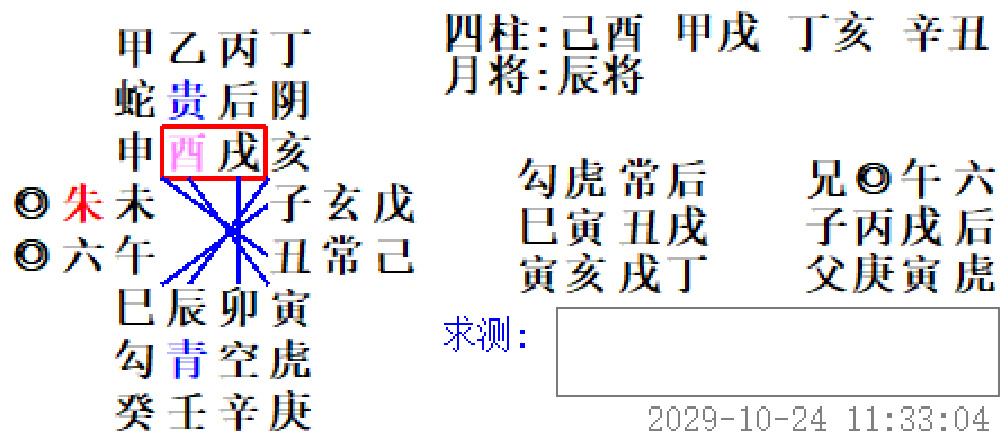 甲乙丙丁
蛇贵后阴
申酉戌亥
◎朱未 子玄戊
◎六午 丑常己
巳辰卯寅
勾青空虎
癸壬辛庚
四柱:己酉 甲戌 丁亥 辛丑
月将:辰将
勾虎常后 兄◎午六
巳寅丑戌 子丙戌后
寅亥戌丁 父庚寅虎
求测:
2029-10-24 11:33:04